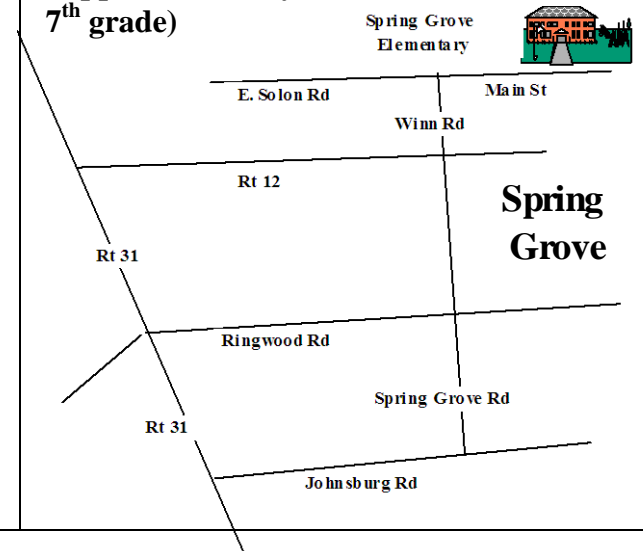 7th grade)
Spring Grove
Elementary
E. Solon Rd
Main St
Winn Rd
Rt 12
Spring
Grove
Rt 31
Ringwood Rd
Spring Grove Rd
Rt 31
Johnsburg Rd